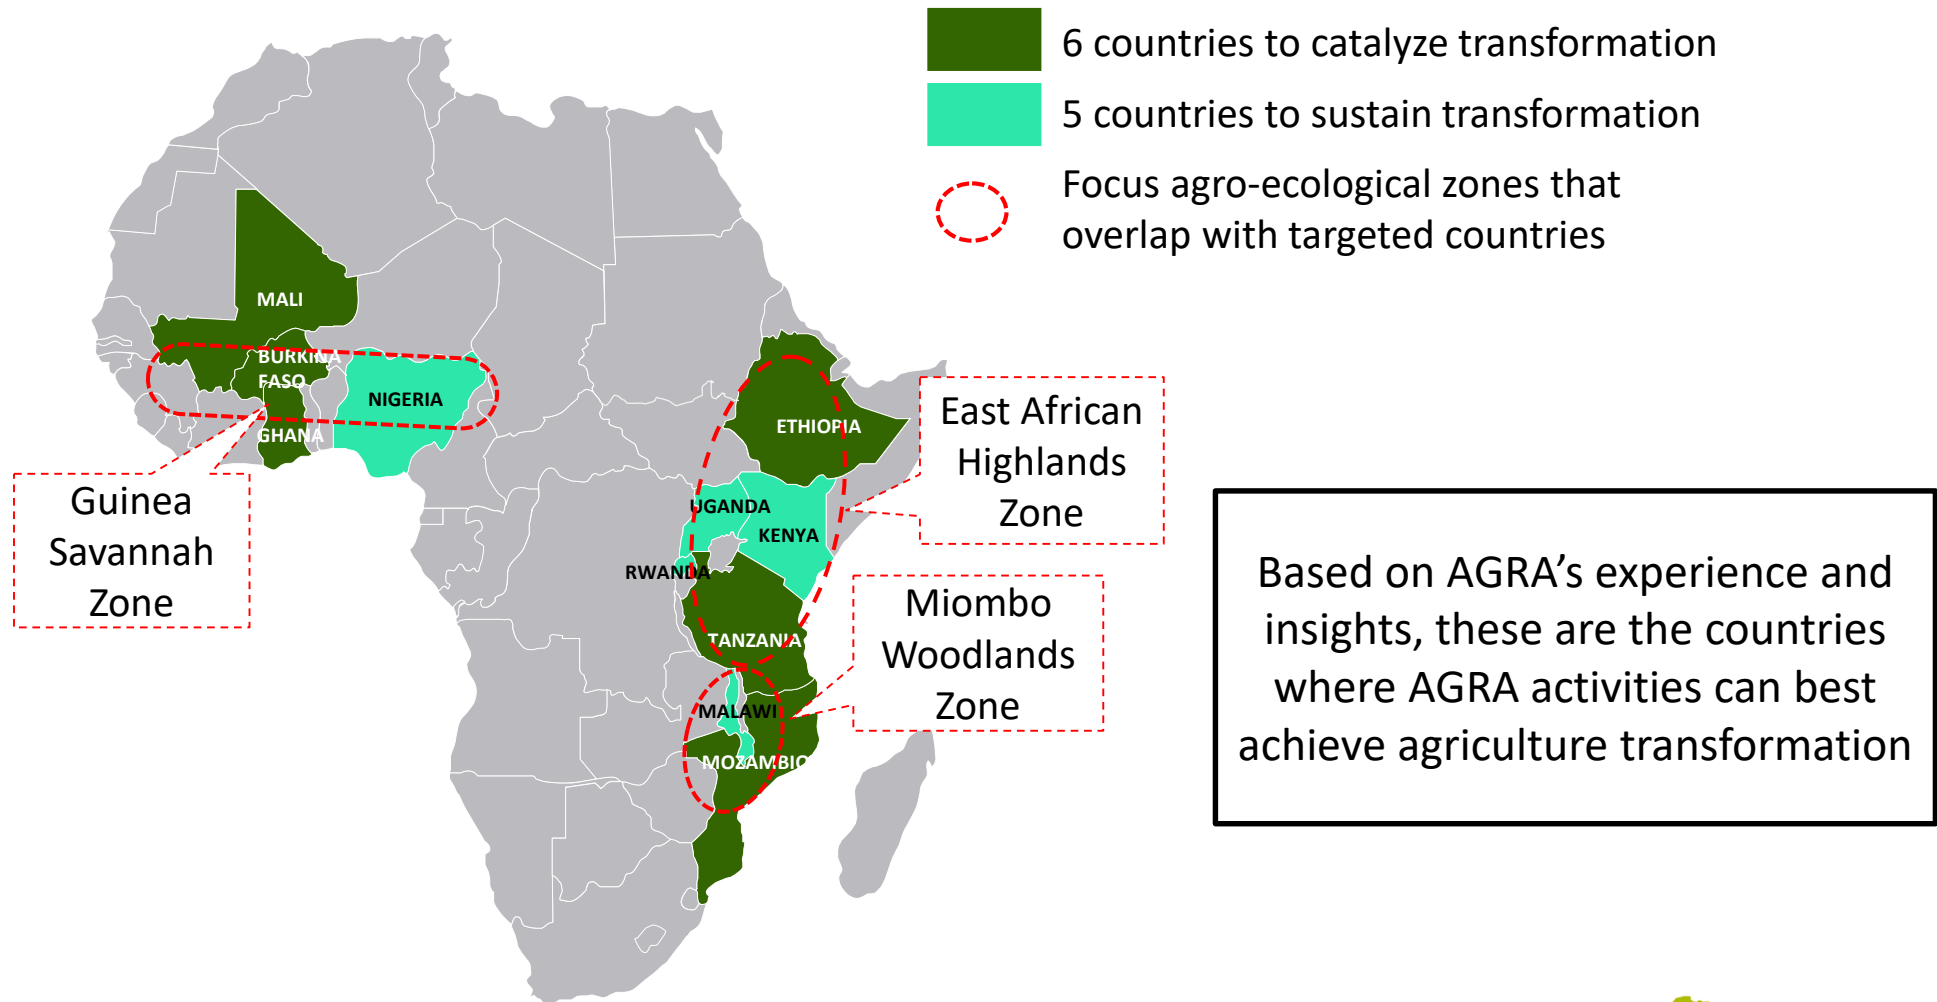 6 countries to catalyze transformation
5 countries to sustain transformation
Focus agro-ecological zones that
overlap with targeted countries
MALI
BURKINA
FASO
NIGERIA
GHANA
ETHIOPIA
UGANDA
KENYA
RWANDA
TANZANIA
MALAWI
MOZAMBIQ
Guinea
Savannah
Zone
East African
Highlands
Zone
Miombo
Woodlands
Zone
Based on AGRA’s experience and
insights, these are the countries
where AGRA activities can best
achieve agriculture transformation